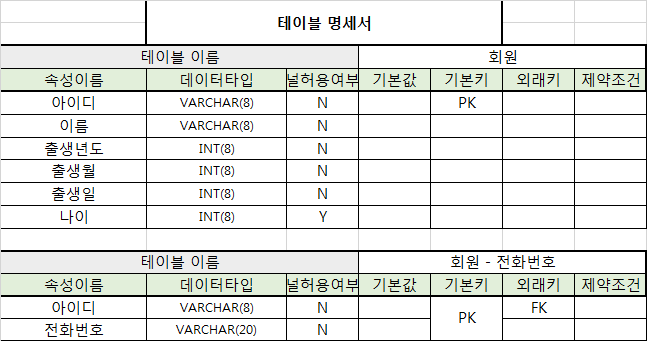 테이블 명세서
테이블 이름 회원
속성이름 데이터타입 널허용여부 기본값 기본키 외래키 제약조건
아이디 VARCHAR(8) N PK
이름 VARCHAR(8) N
출생년도 INT(8) N
출생월 INT(8) N
출생일 INT(8) N
나이 INT(8) Y
테이블 이름 회원 - 전화번호
속성이름 데이터타입 널허용여부 기본값 기본키 외래키 제약조건
아이디 VARCHAR(8) N PK FK
전화번호 VARCHAR(20) N